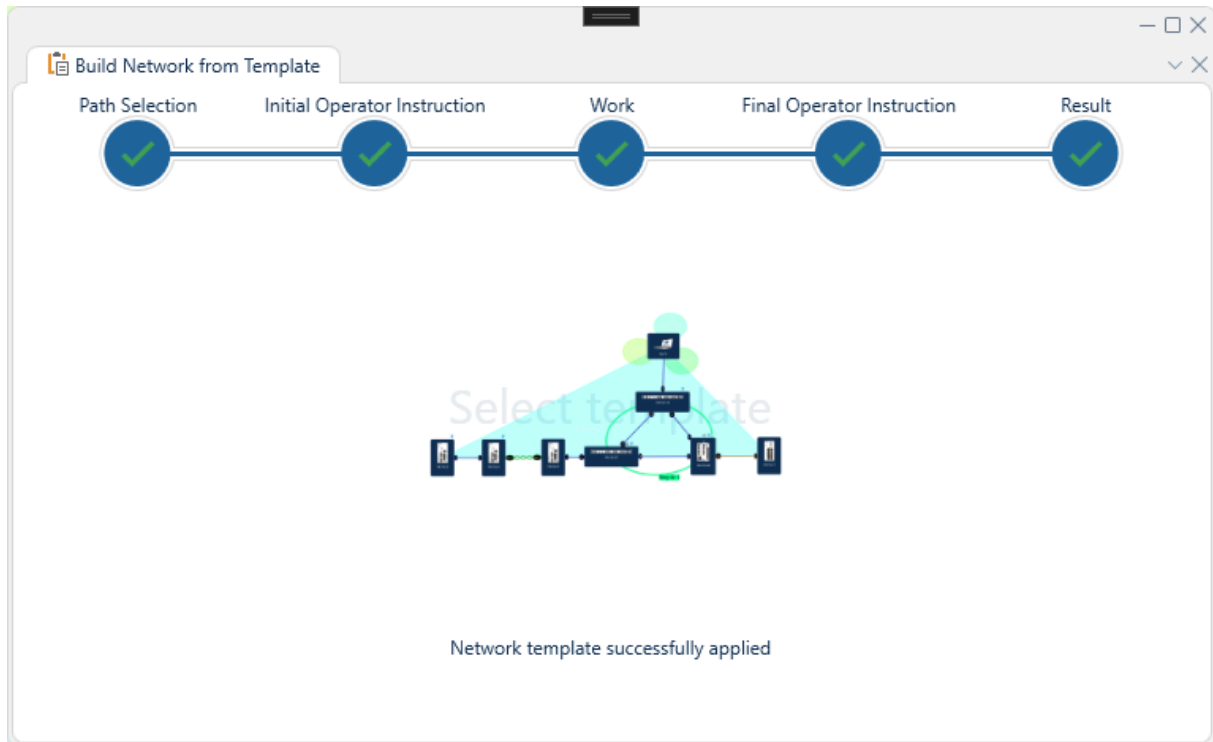 Build Network from Template
Path Selection
Initial Operator Instruction
Work
Final Operator Instruction
Result
Select template
Network template successfully applied